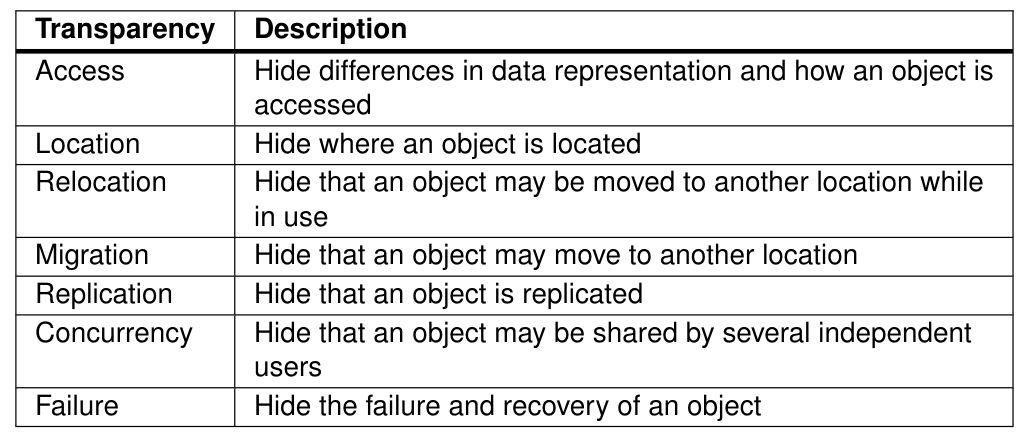 Transparency Description
Access Hide differences in data representation and how an object is
accessed
Location Hide where an object is located
Relocation Hide that an object may be moved to another location while
in use
Migration Hide that an object may move to another location
Replication Hide that an object is replicated
Concurrency Hide that an object may be shared by several independent
users
Failure Hide the failure and recovery of an object